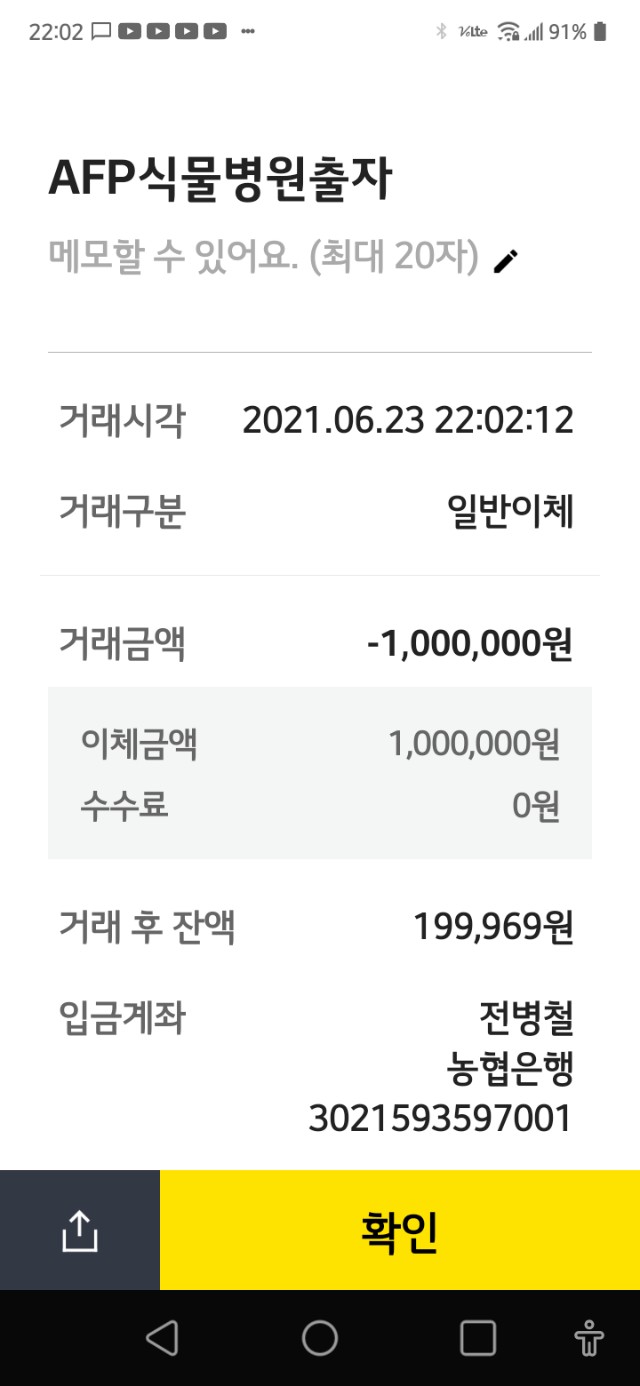 22:02 VoLte 91%
AFP식물병원출자
메모할 수 있어요. (최대 20자)
거래시각 2021.06.23 22:02:12
거래구분 일반이체
거래금액 -1,000,000원
이체금액 1,000,000원
수수료 0원
거래 후 잔액 199,969원
입금계좌 전병철
농협은행
3021593597001
확인